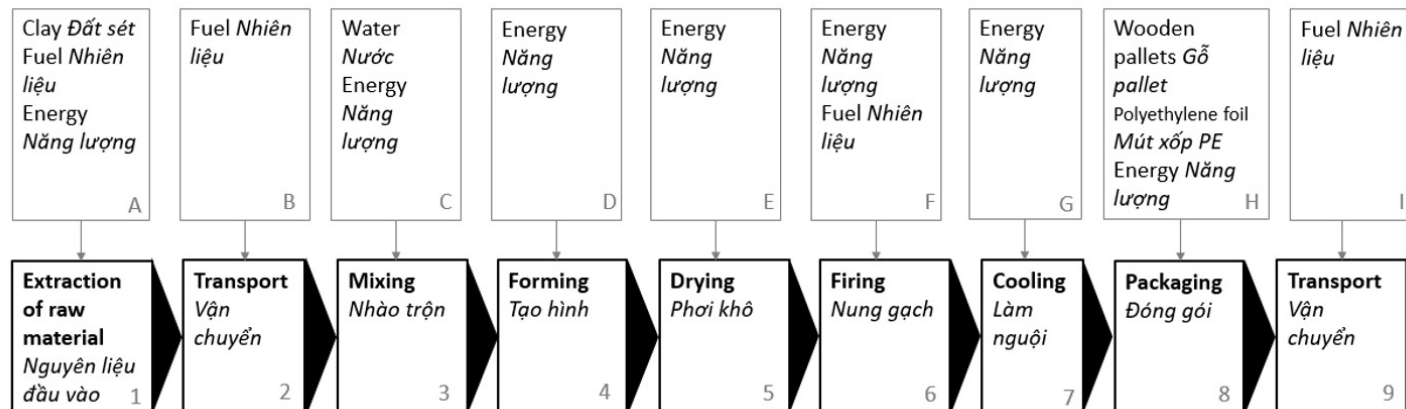 Clay Đất sét
Fuel Nhiên
liệu
Energy
Năng lượng
A
Fuel Nhiên
liệu
B
Water
Nước
Energy
Năng
lượng
C
Energy
Năng
lượng
D
Energy
Năng
lượng
E
Energy
Năng
lượng
Fuel Nhiên
liệu
F
Energy
Năng
lượng
G
Wooden
pallets Gỗ
pallet
Polyethylene foil
Mút xốp PE
Energy Năng
lượng
H
Fuel Nhiên
liệu
I
Extraction
of raw
material
Nguyên liệu
đầu vào
1
Transport
Vận
chuyển
2
Mixing
Nhào trộn
3
Forming
Tạo hình
4
Drying
Phơi khô
5
Firing
Nung gạch
6
Cooling
Làm
nguội
7
Packaging
Đóng gói
8
Transport
Vận
chuyển
9